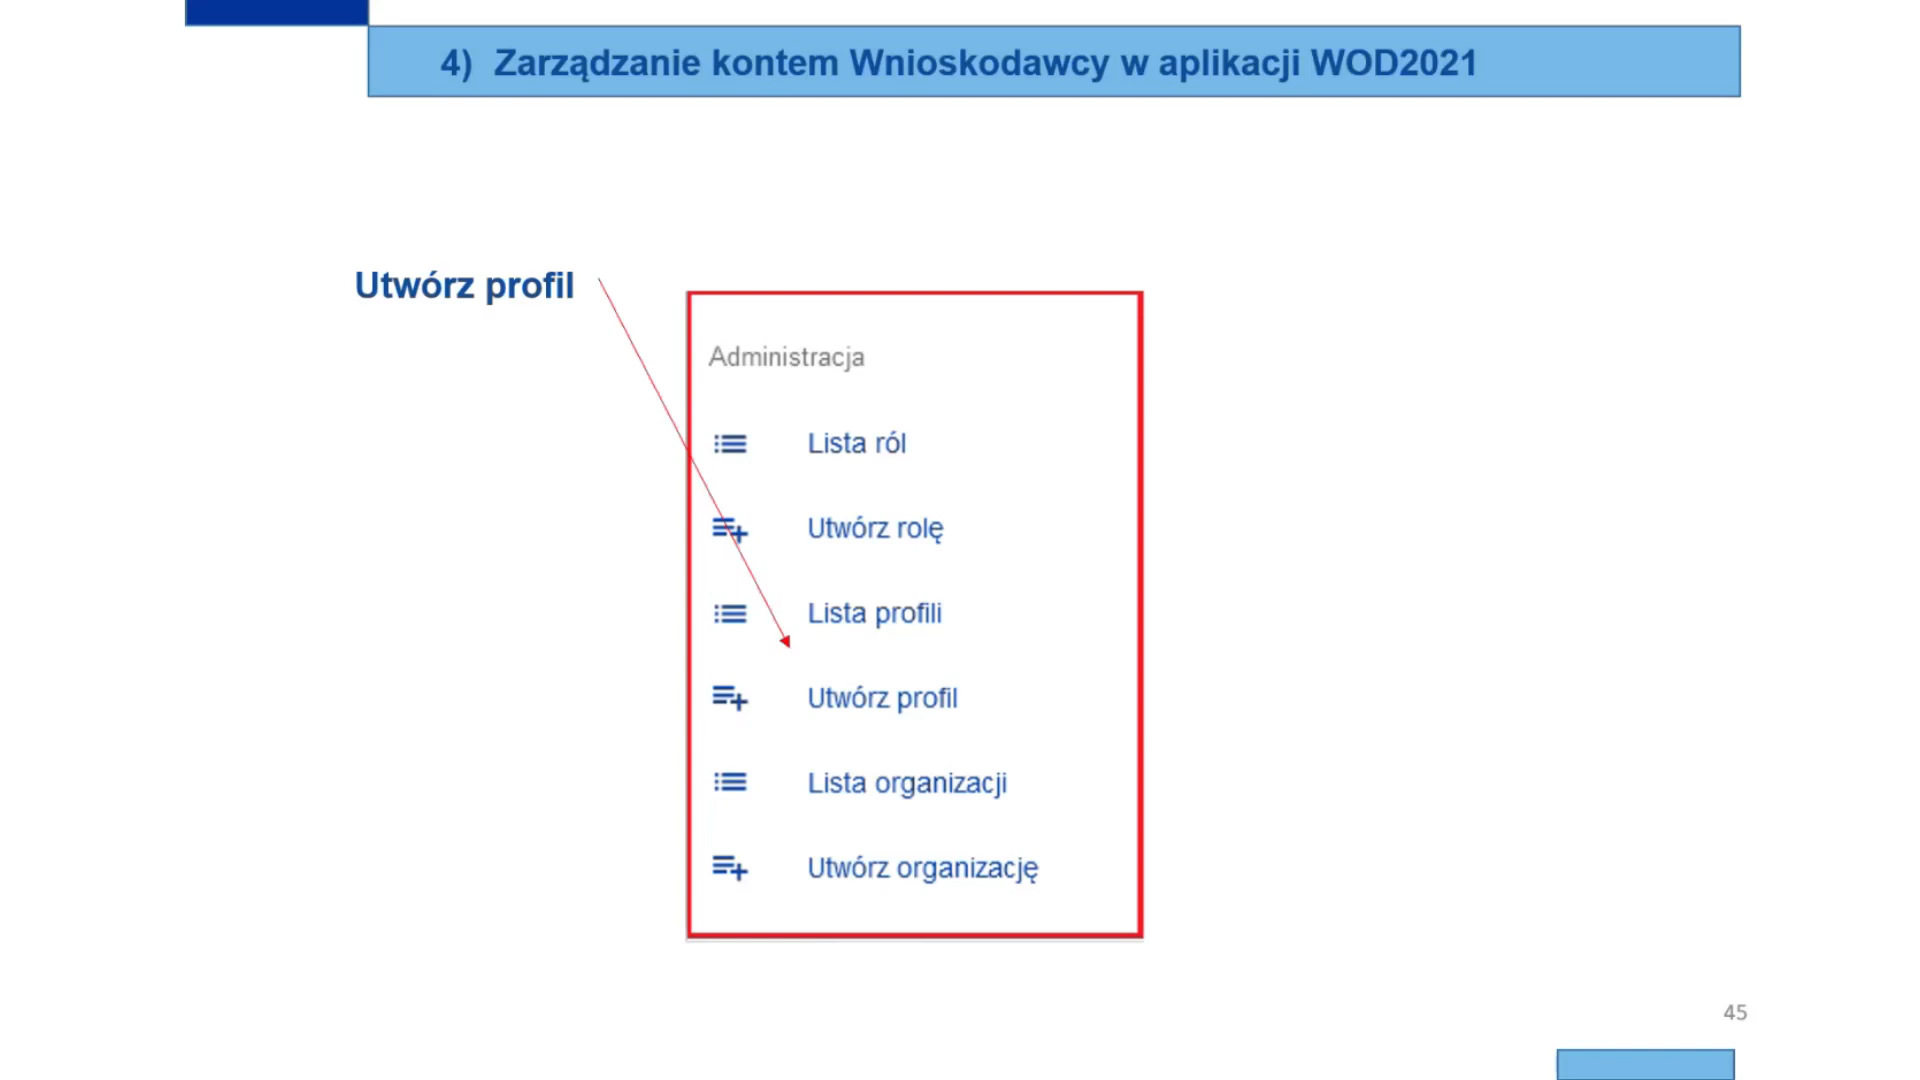 4) Zarządzanie kontem Wnioskodawcy w aplikacji WOD2021
Utwórz profil
Administracja
Lista ról
Utwórz rolę
Lista profili
Utwórz profil
Lista organizacji
Utwórz organizację
45